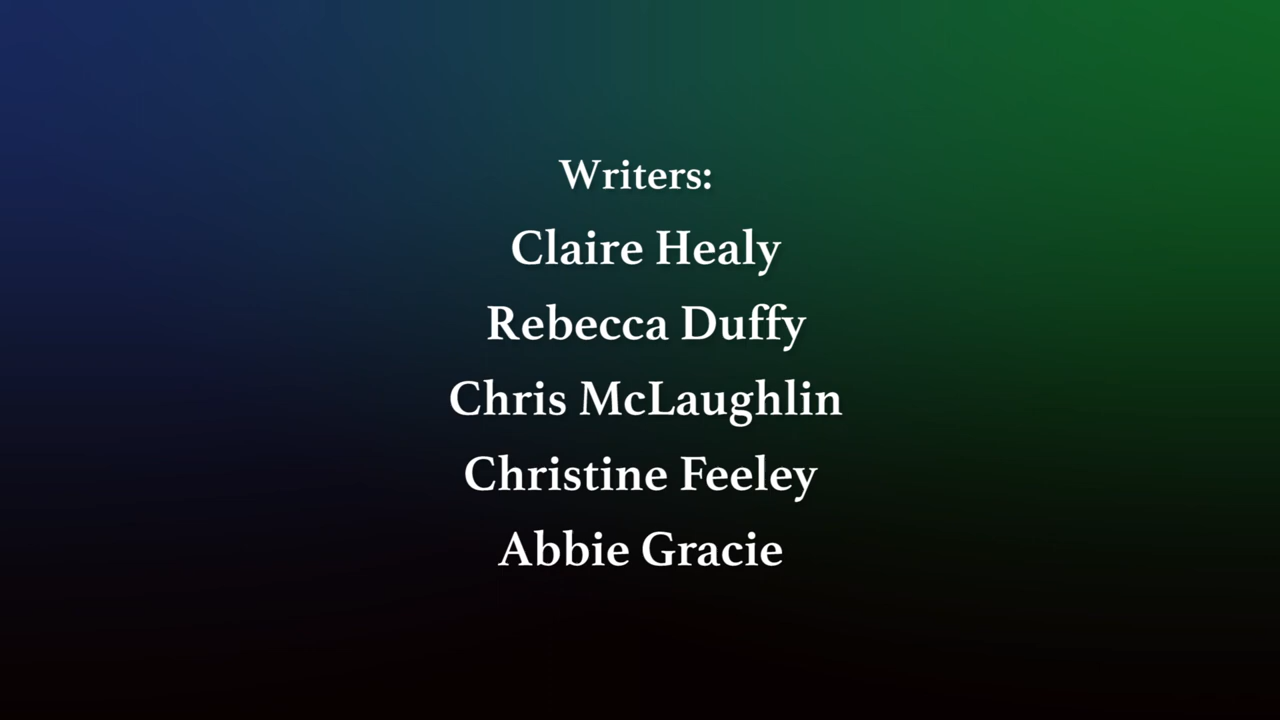 Writers:
Claire Healy
Rebecca Duffy
Chris McLaughlin
Christine Feeley
Abbie Gracie